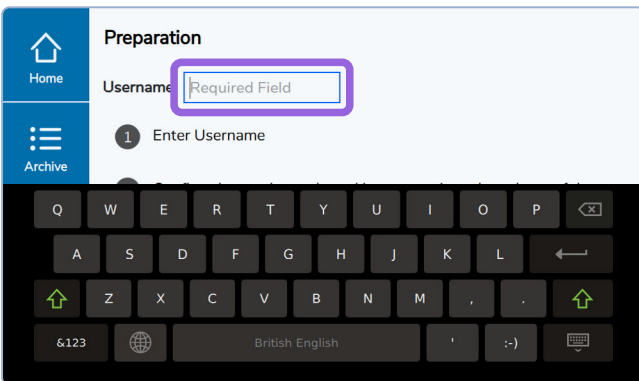 Preparation
Home
Username Required Field
1 Enter Username
Archive
Q W E R T Y U I O P
A S D F G H J K L
Z X C V B N M , .
&123 British English ' :-)